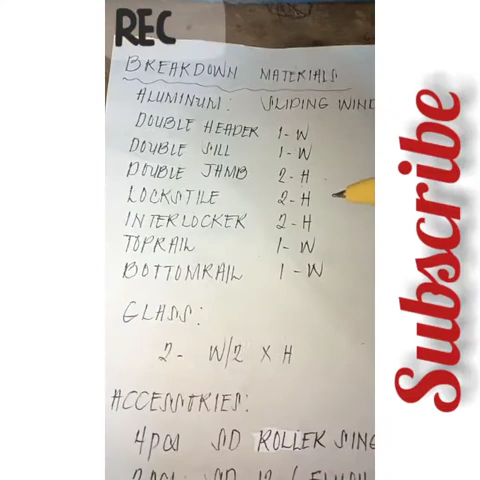 REC
BREAKDOWN MATERIALS
ALUMINUM: SLIDING WIND
DOUBLE HEADER 1-W
DOUBLE SILL 1-W
DOUBLE JAMB 2-H
LOCKSTILE 2-H
INTERLOCKER 2-H
TOPRAIL 1-W
BOTTOMRAIL 1-W
GLASS:
2- W/2 X H
ACCESSORIES:
4pcs SD ROLLER SING
Subscribe